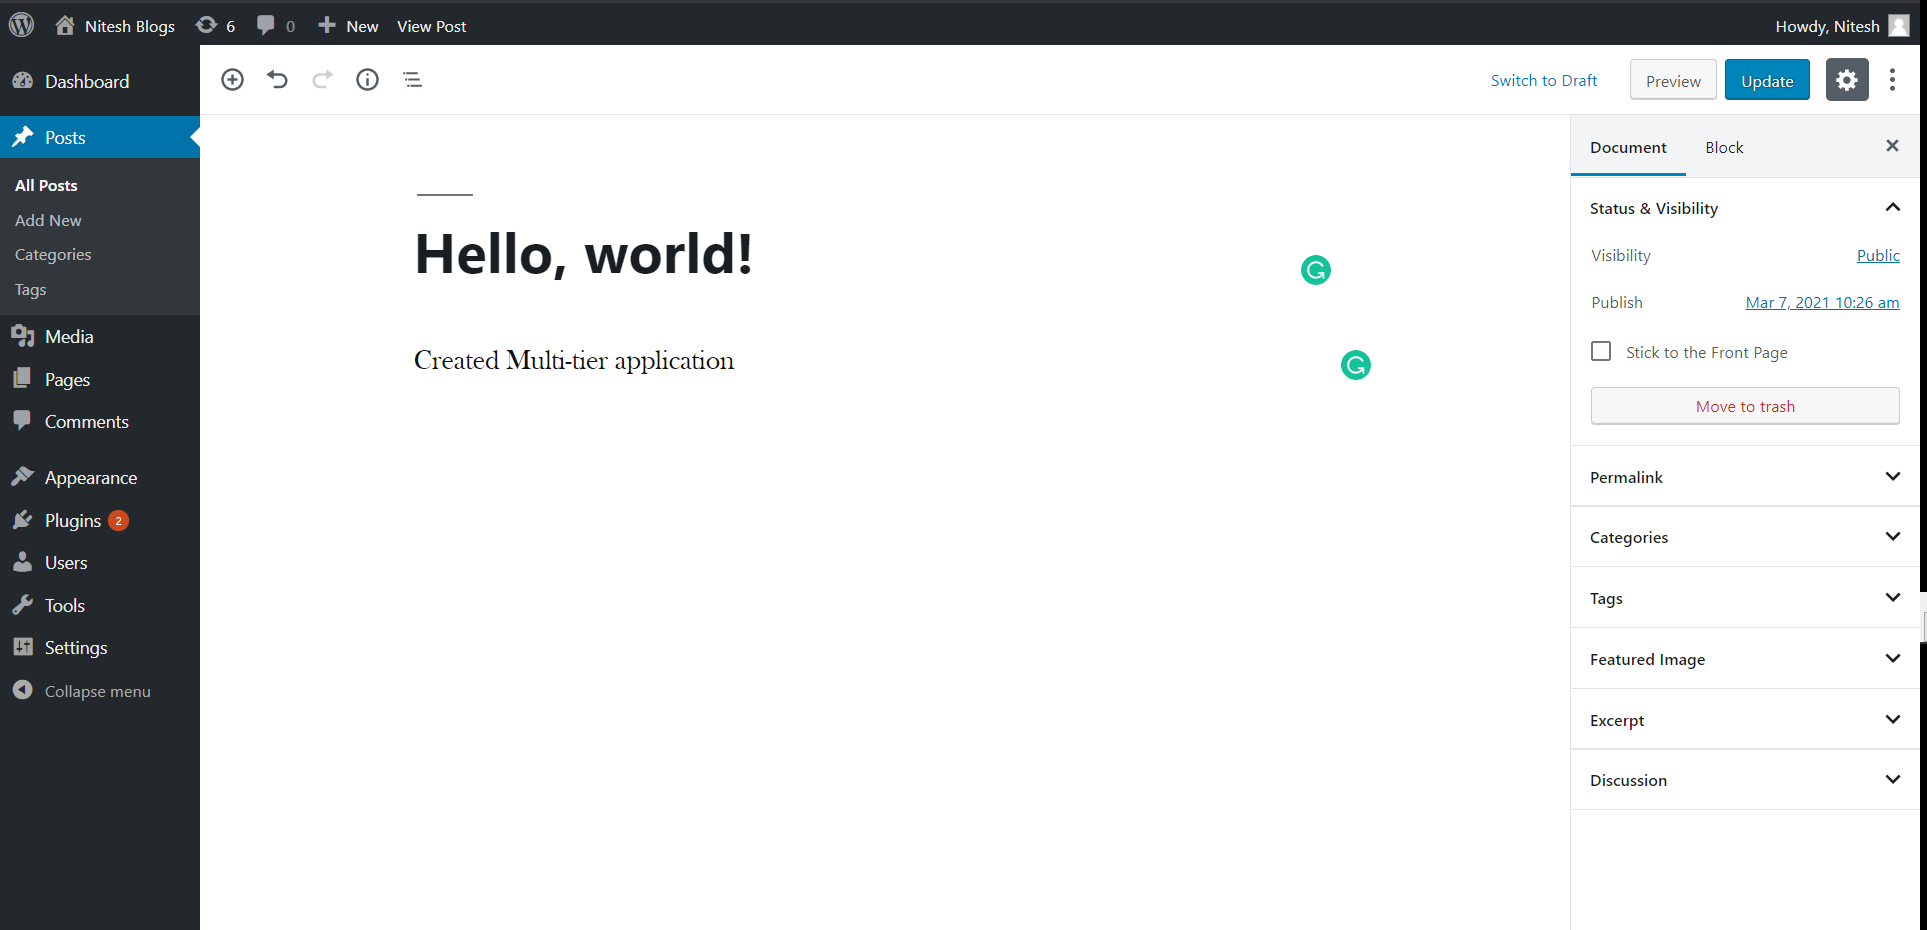 Nitesh Blogs 6 0 New View Post Howdy, Nitesh
Dashboard
Posts
All Posts
Add New
Categories
Tags
Media
Pages
Comments
Appearance
Plugins 2
Users
Tools
Settings
Collapse menu
Switch to Draft Preview Update
Hello, world!
Created Multi-tier application
Document Block
Status & Visibility
Visibility Public
Publish Mar 7, 2021 10:26 am
Stick to the Front Page
Move to trash
Permalink
Categories
Tags
Featured Image
Excerpt
Discussion